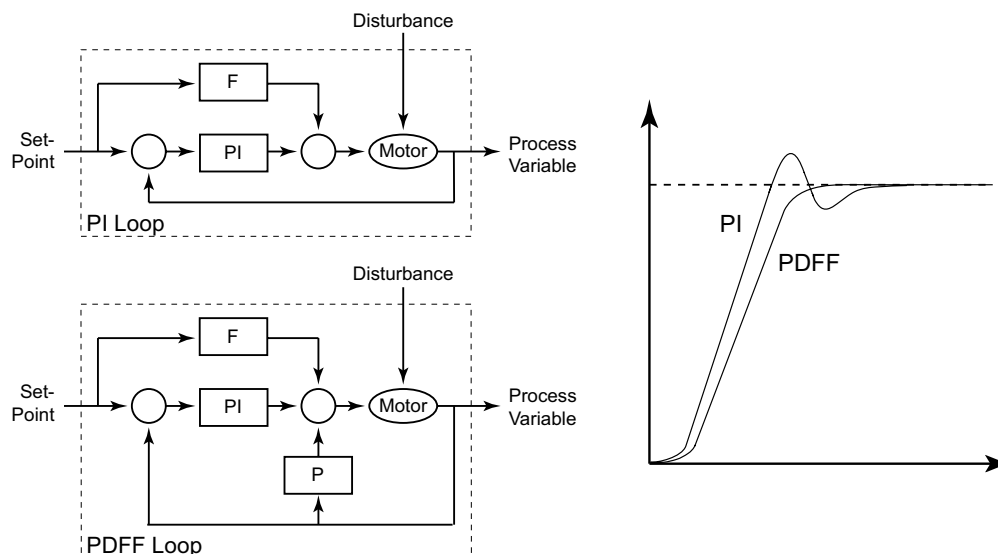 Disturbance
F
Set-
Point
PI
Motor
Process
Variable
PI Loop
Disturbance
F
Set-
Point
PI
Motor
Process
Variable
P
PDFF Loop
PI
PDFF